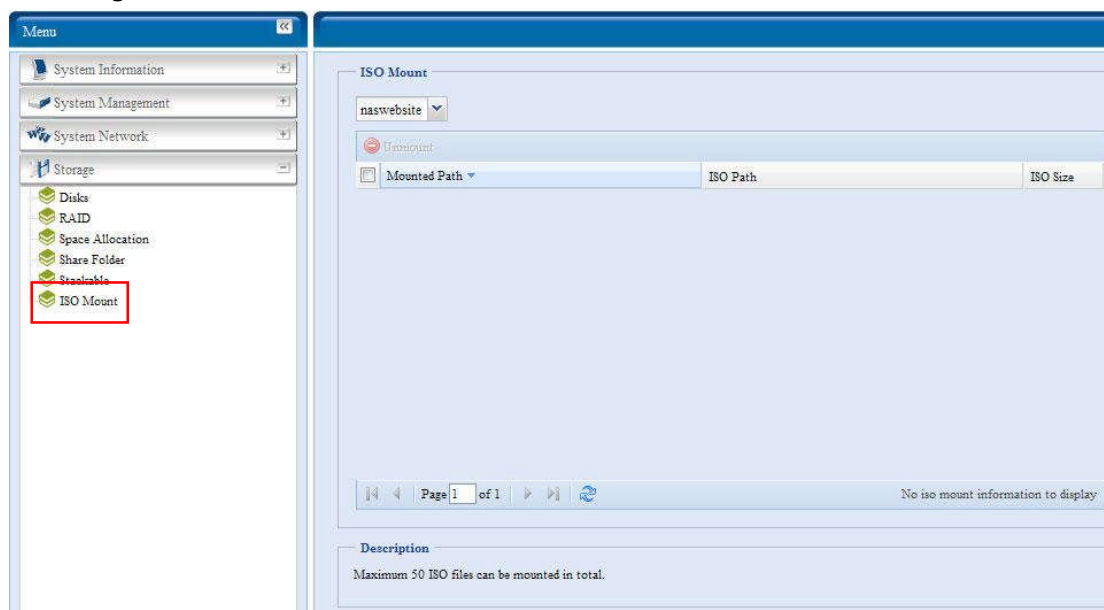 Menu
System Information
System Management
System Network
Storage
Disks
RAID
Space Allocation
Share Folder
Stackable
ISO Mount
ISO Mount
naswebsite
Unmount
Mounted Path ISO Path ISO Size
Page 1 of 1 No iso mount information to display
Description
Maximum 50 ISO files can be mounted in total.